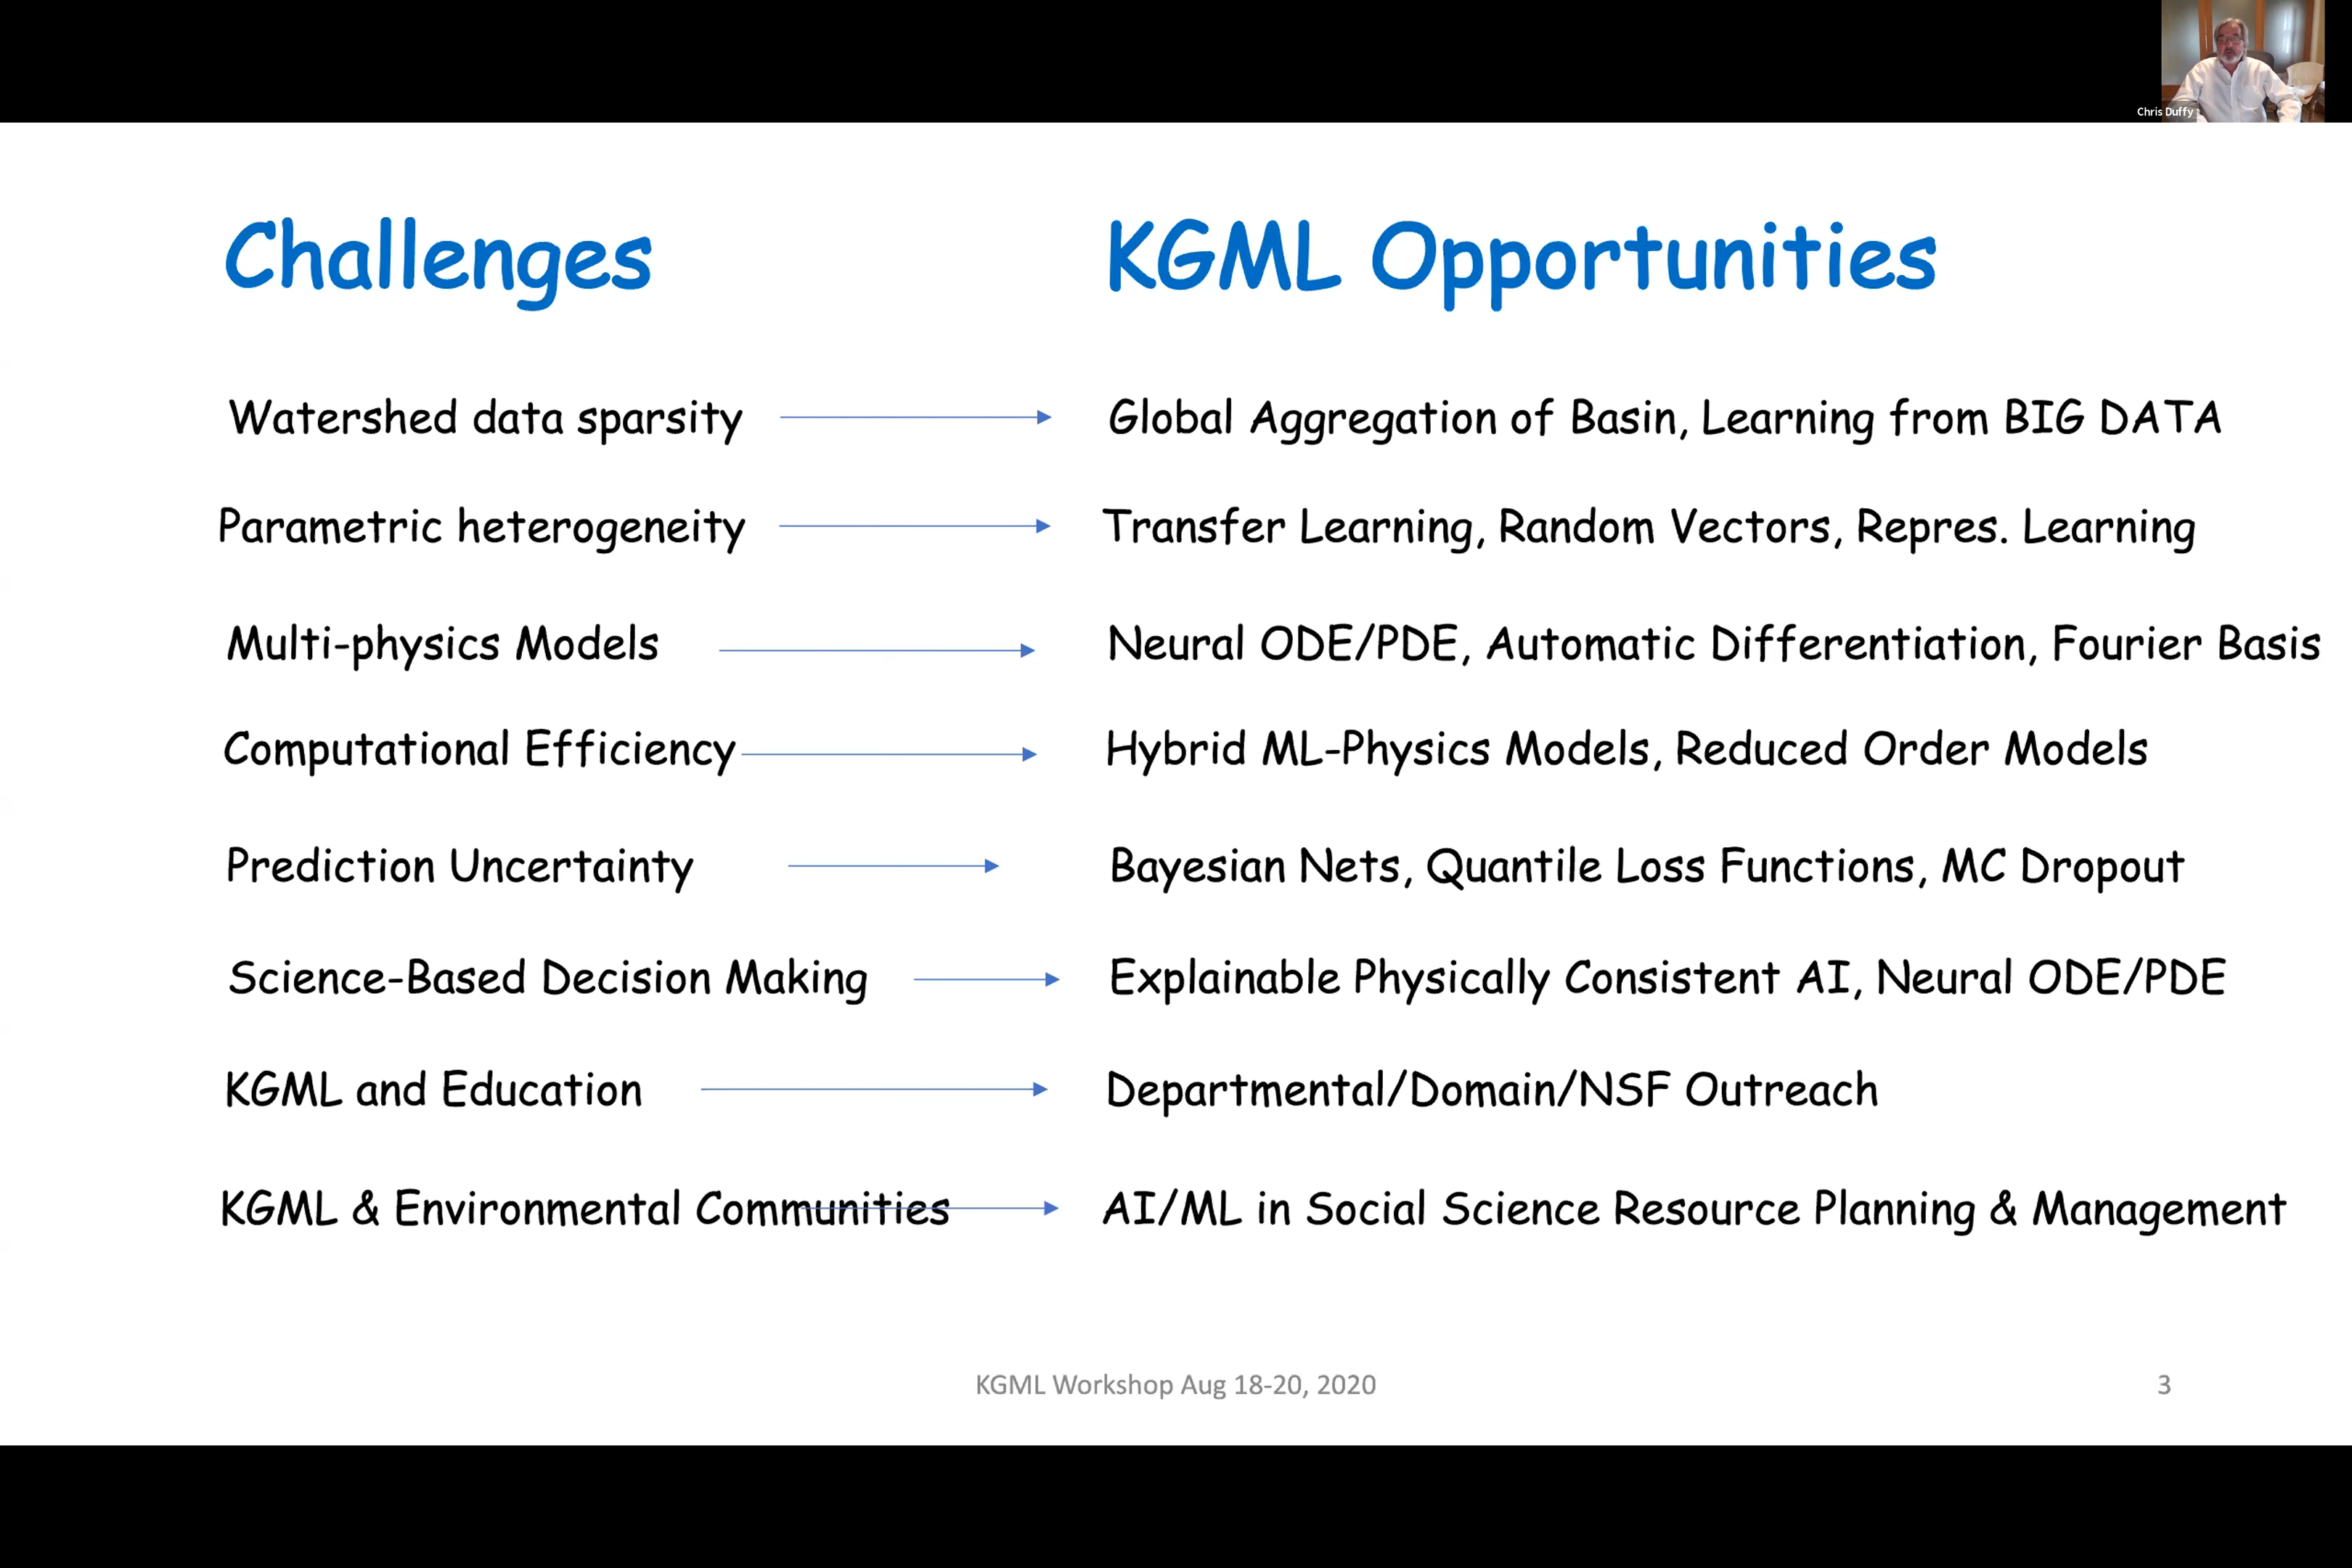 Chris Duffy
Challenges KGML Opportunities
Watershed data sparsity Global Aggregation of Basin, Learning from BIG DATA
Parametric heterogeneity Transfer Learning, Random Vectors, Repres. Learning
Multi-physics Models Neural ODE/PDE, Automatic Differentiation, Fourier Basis
Computational Efficiency Hybrid ML-Physics Models, Reduced Order Models
Prediction Uncertainty Bayesian Nets, Quantile Loss Functions, MC Dropout
Science-Based Decision Making Explainable Physically Consistent AI, Neural ODE/PDE
KGML and Education Departmental/Domain/NSF Outreach
KGML & Environmental Communities AI/ML in Social Science Resource Planning & Management
KGML Workshop Aug 18-20, 2020 3